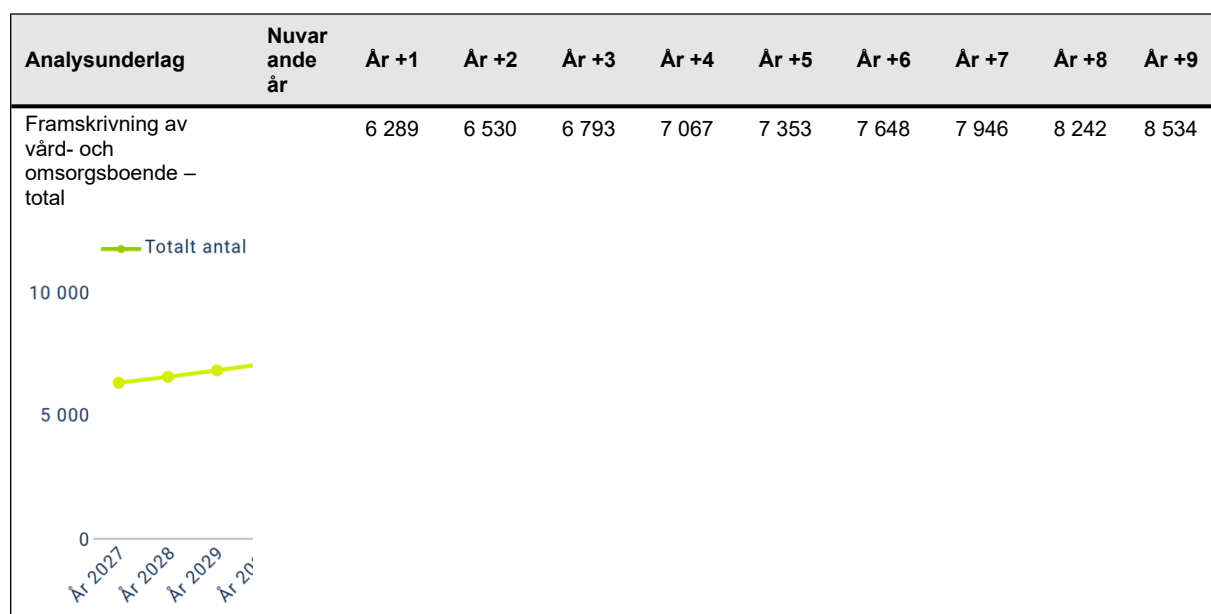 Analysunderlag
Nuvar
ande
år
År +1 År +2 År +3 År +4 År +5 År +6 År +7 År +8 År +9
Framskrivning av
vård- och
omsorgsboende –
total
6 289 6 530 6 793 7 067 7 353 7 648 7 946 8 242 8 534
Totalt antal
10 000
5 000
0
År 2027 År 2028 År 2029 År 20